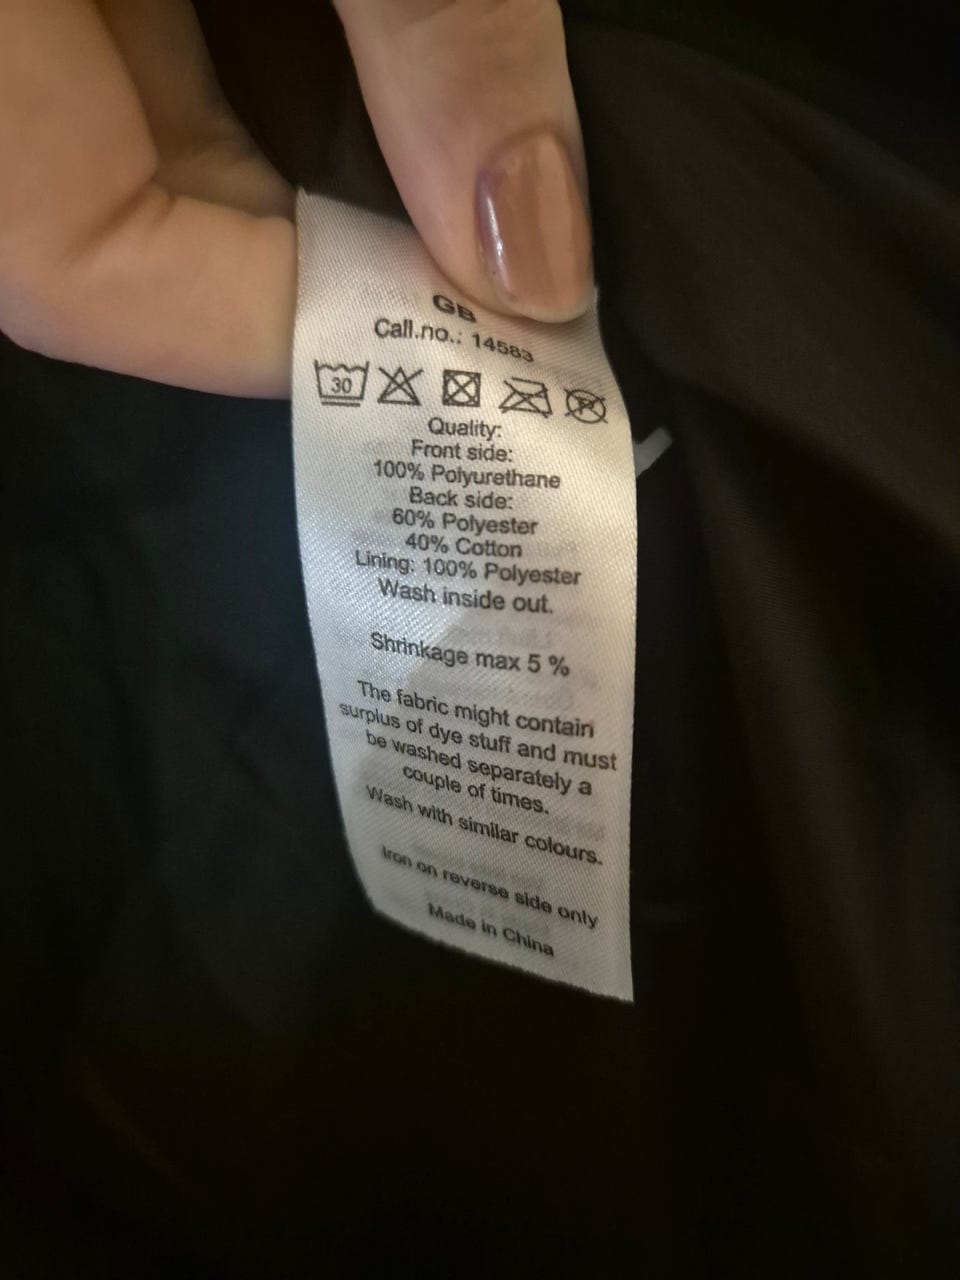 GB
Call.no.: 14583
30
Quality:
Front side:
100% Polyurethane
Back side:
60% Polyester
40% Cotton
Lining: 100% Polyester
Wash inside out.
Shrinkage max 5 %
The fabric might contain
surplus of dye stuff and must
be washed separately a
couple of times.
Wash with similar colours.
Iron on reverse side only
Made in China